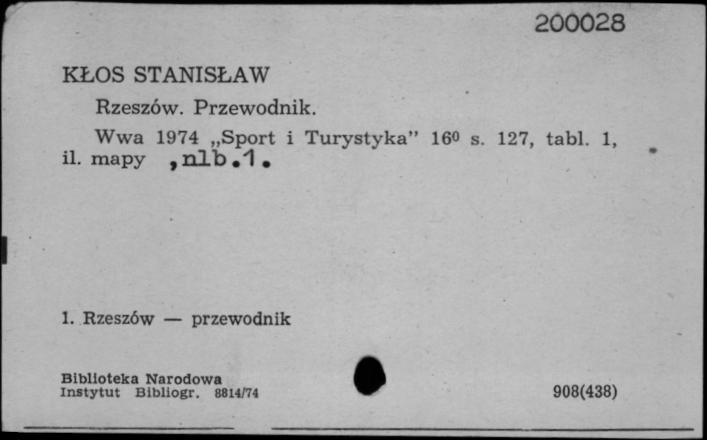 200028
KŁOS STANISŁAW
Rzeszów. Przewodnik.
Wwa 1974 „Sport i Turystyka” 16⁰ s. 127, tabl. 1,
il. mapy , nlb.1.
1. Rzeszów — przewodnik
Biblioteka Narodowa
Instytut Bibliogr. 8814/74
908(438)